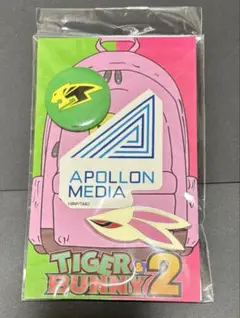 APOLLON
MEDIA
TIGER &
BUNNY 2